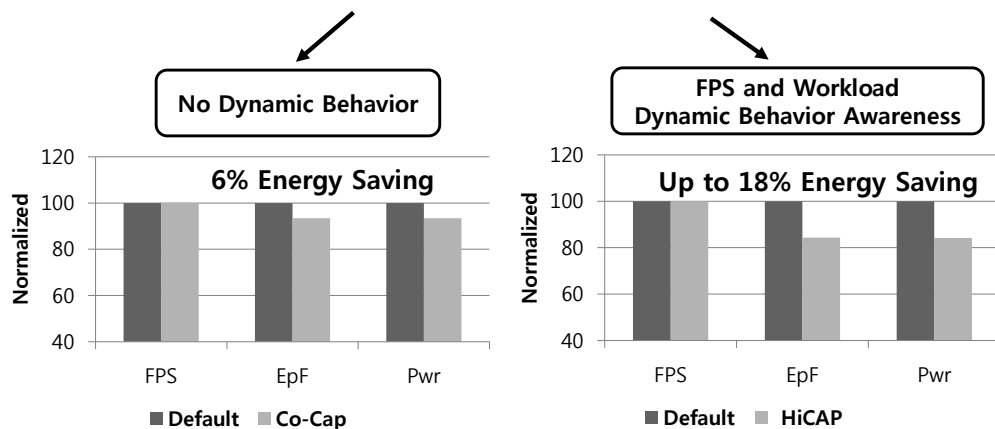 No Dynamic Behavior
FPS and Workload
Dynamic Behavior Awareness
6% Energy Saving
Normalized
120
100
80
60
40
FPS EpF Pwr
Default Co-Cap
Up to 18% Energy Saving
Normalized
120
100
80
60
40
FPS EpF Pwr
Default HiCAP